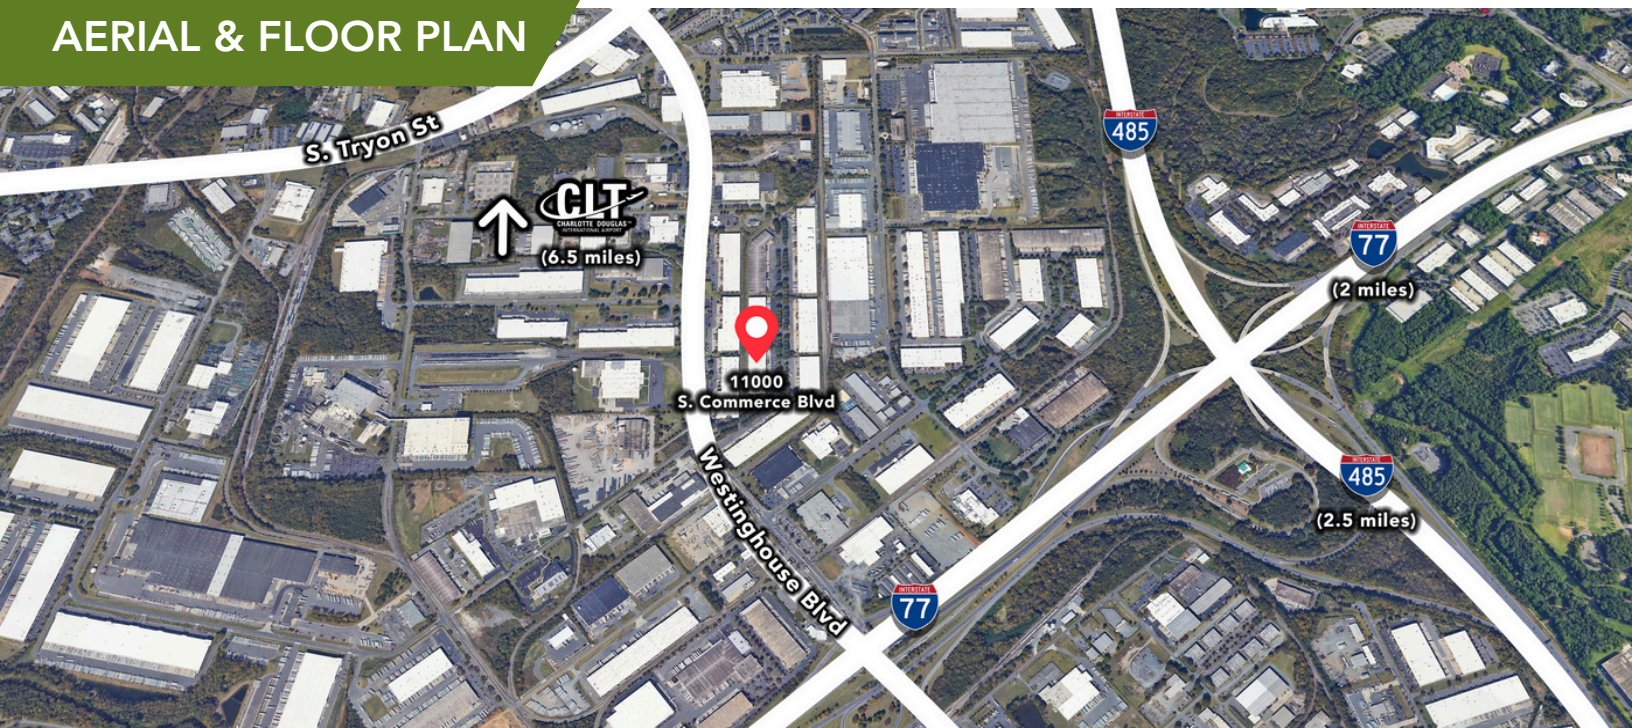 AERIAL & FLOOR PLAN
S. Tryon St
INTERSTATE
485
CLT
CHARLOTTE DOUGLAS
INTERNATIONAL AIRPORT
(6.5 miles)
INTERSTATE
77
(2 miles)
11000
S. Commerce Blvd
INTERSTATE
485
(2.5 miles)
Westinghouse Blvd
INTERSTATE
77